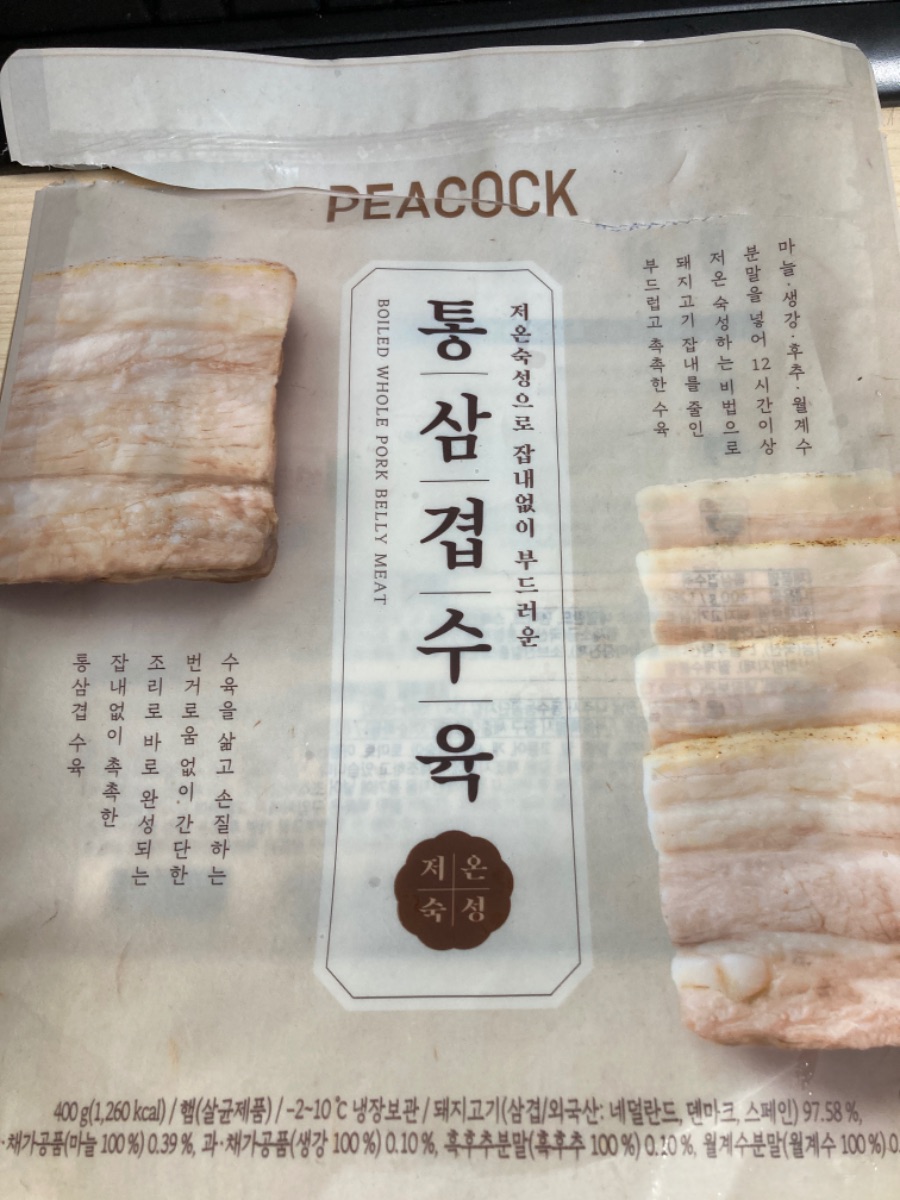 PEACOCK
마늘·생강·후추·월계수
분말을 넣어 12시간이상
저온 숙성하는 비법으로
돼지고기 잡내를 줄인
부드럽고 촉촉한 수육
저온숙성으로 잡내없이 부드러운
통삼겹수육
BOILED WHOLE PORK BELLY MEAT
저온
숙성
수육을 삶고 손질하는
번거로움 없이 간단한
조리로 바로 완성되는
잡내없이 촉촉한
통삼겹 수육
400 g(1,260 kcal) / 햄(살균제품) / -2~10 ℃ 냉장보관 / 돼지고기(삼겹/외국산: 네덜란드, 덴마크, 스페인) 97.58 %,
·채가공품(마늘 100 %) 0.39 %, 과·채가공품(생강 100 %) 0.10 %, 흑후추분말(흑후추 100 %) 0.10 %, 월계수분말(월계수 100 %) 0.